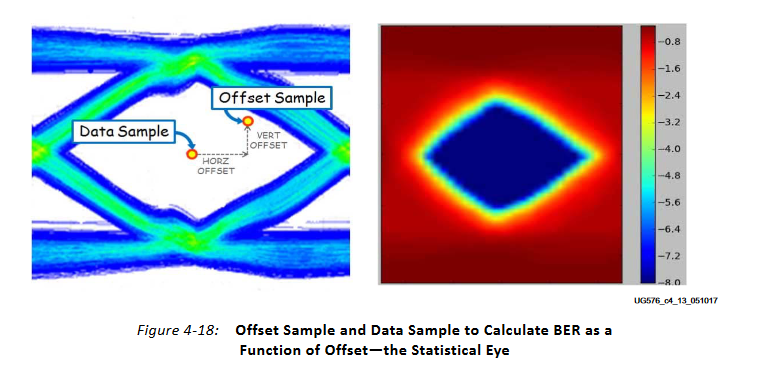 Offset Sample
Data Sample
VERT
OFFSET
HORZ
OFFSET
−0.8
−1.6
−2.4
−3.2
−4.0
−4.8
−5.6
−6.4
−7.2
−8.0
UG576_c4_13_051017
Figure 4-18: Offset Sample and Data Sample to Calculate BER as a
Function of Offset—the Statistical Eye